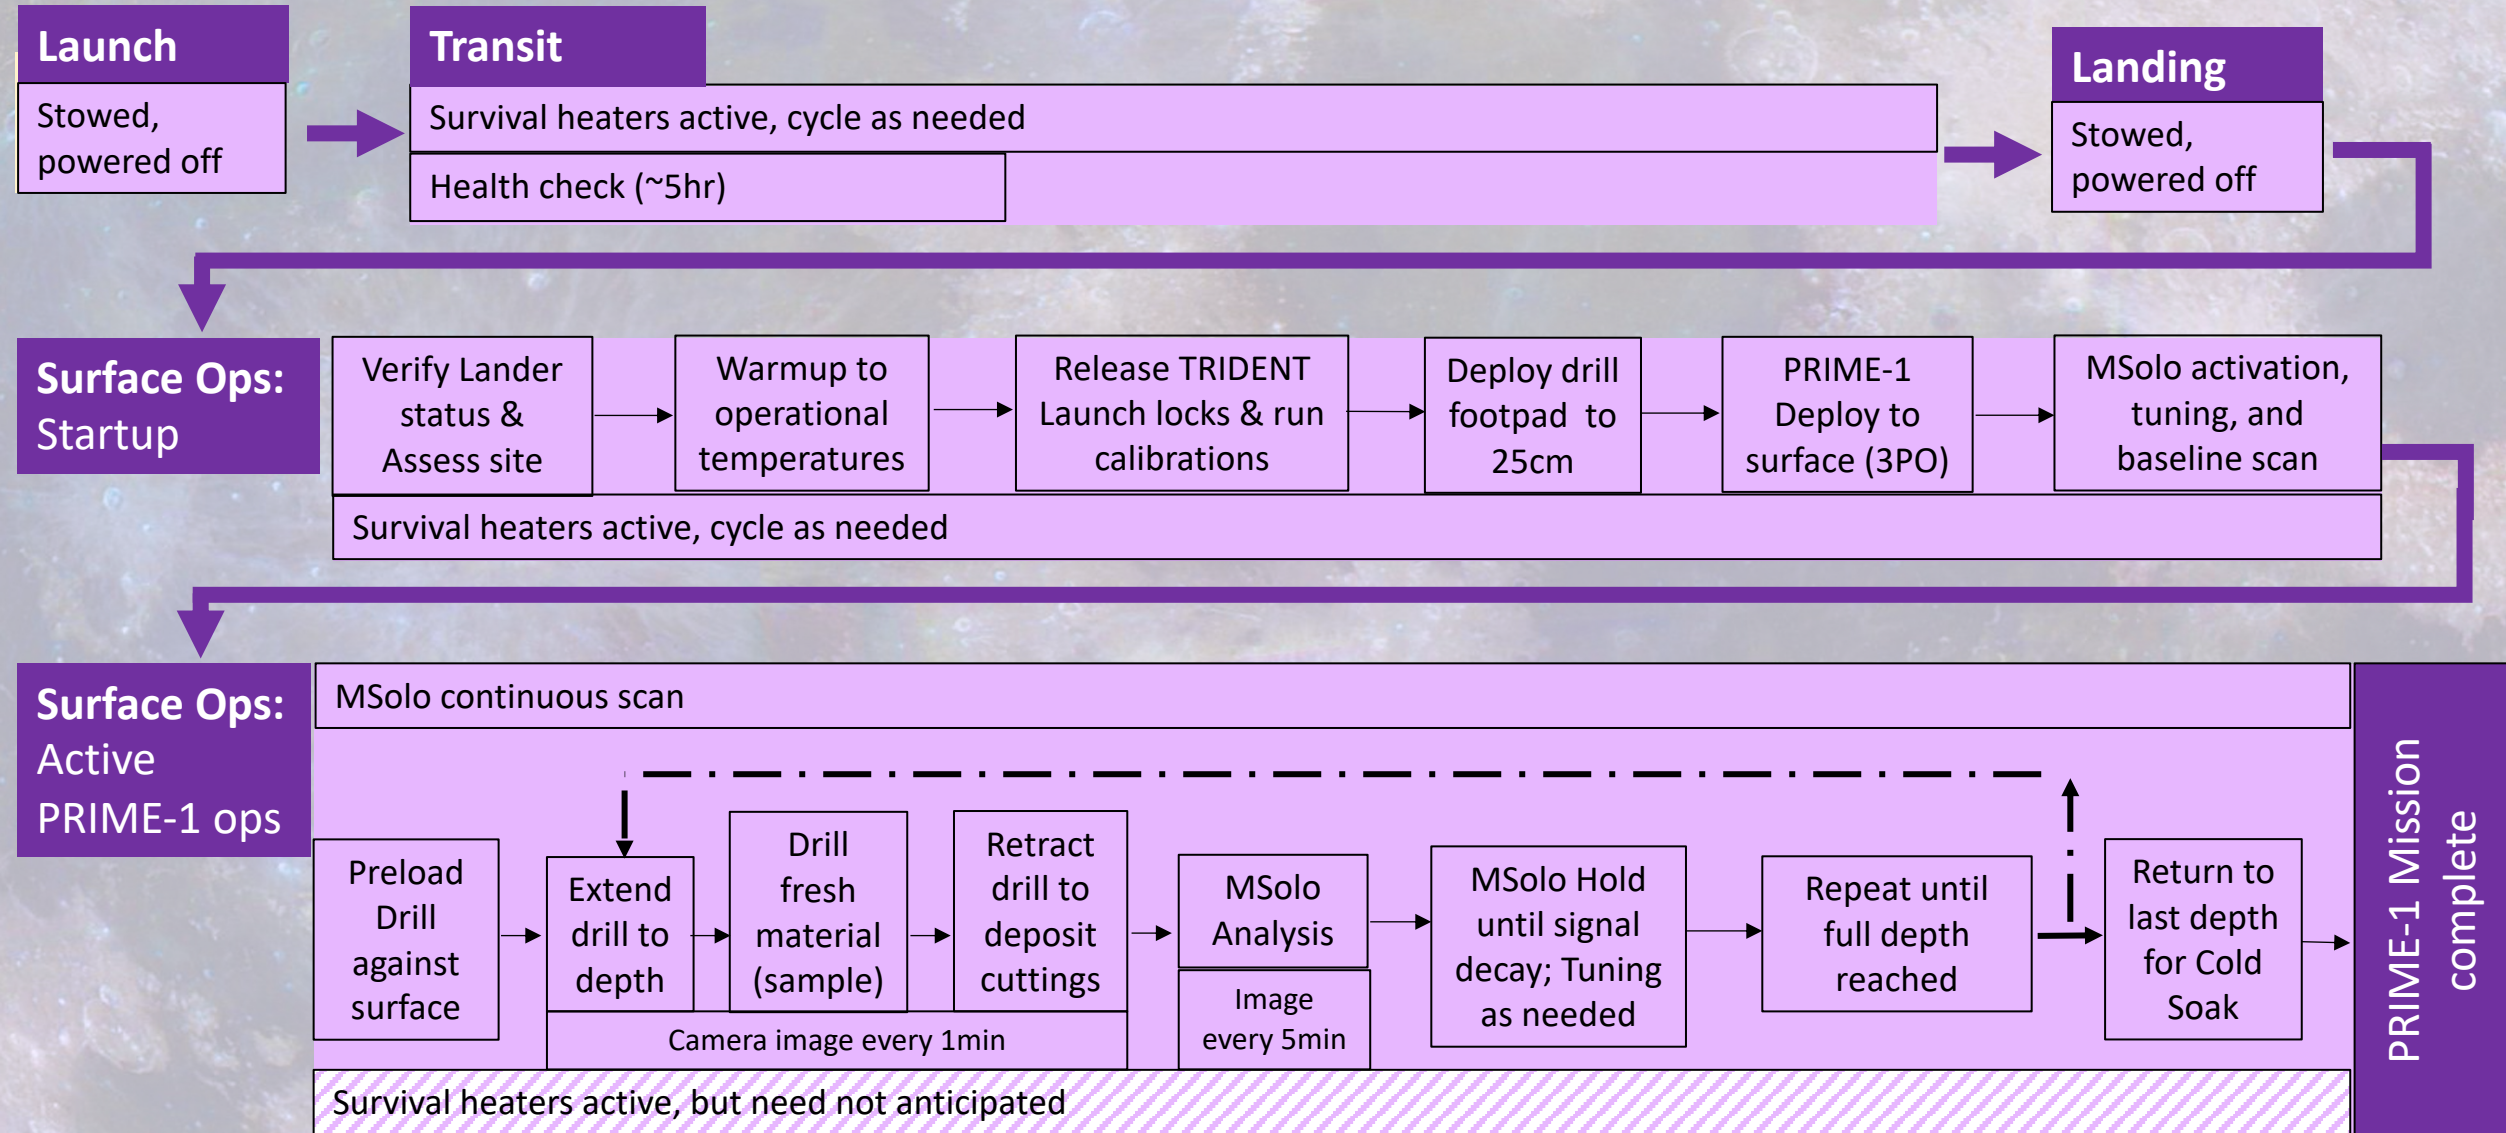 Launch
Stowed,
powered off
Transit
Survival heaters active, cycle as needed
Health check (~5hr)
Landing
Stowed,
powered off
Surface Ops:
Startup
Verify Lander
status &
Assess site
Warmup to
operational
temperatures
Release TRIDENT
Launch locks & run
calibrations
Deploy drill
footpad to
25cm
PRIME-1
Deploy to
surface (3PO)
MSolo activation,
tuning, and
baseline scan
Survival heaters active, cycle as needed
Surface Ops:
Active
PRIME-1 ops
MSolo continuous scan
Preload
Drill
against
surface
Extend
drill to
depth
Drill
fresh
material
(sample)
Retract
drill to
deposit
cuttings
Camera image every 1min
MSolo
Analysis
Image
every 5min
MSolo Hold
until signal
decay; Tuning
as needed
Repeat until
full depth
reached
Return to
last depth
for Cold
Soak
Survival heaters active, but need not anticipated
PRIME-1 Mission
complete